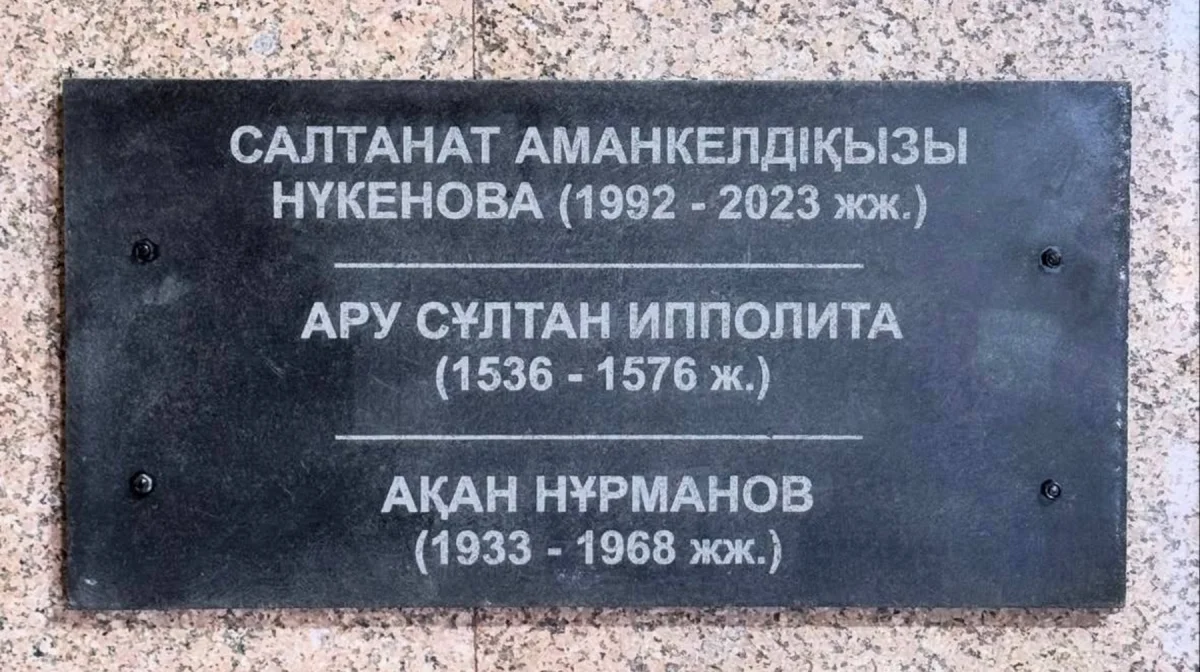 САЛТАНАТ АМАНКЕЛДІҚЫЗЫ
НҮКЕНОВА (1992 - 2023 жж.)
АРУ СҰЛТАН ИППОЛИТА
(1536 - 1576 ж.)
АҚАН НҰРМАНОВ
(1933 - 1968 жж.)